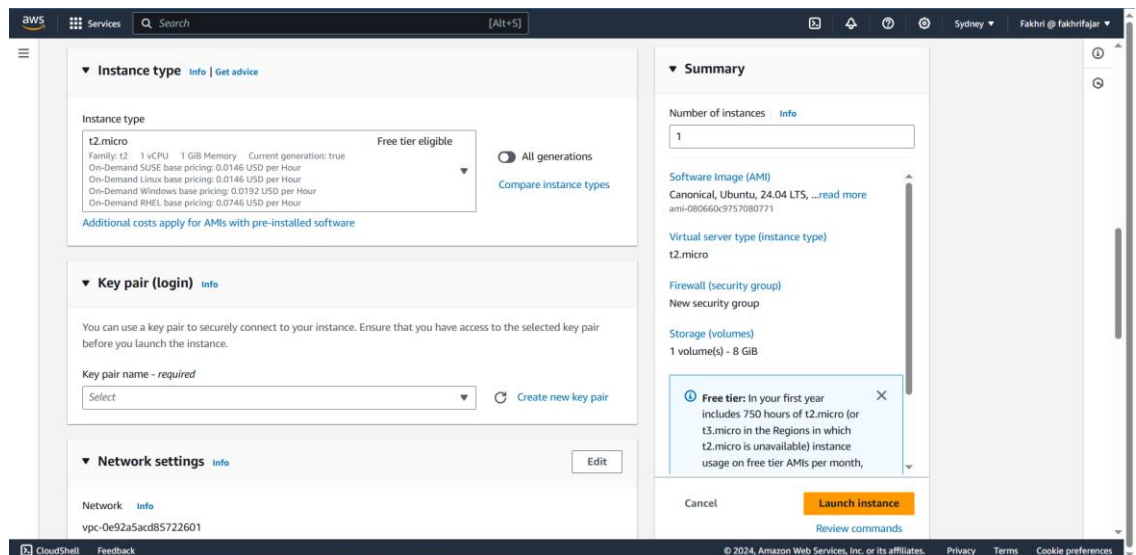 aws
Services
Search
[Alt+S]
Sydney
Fakhri @ fakhrifajar
Instance type Info | Get advice
Instance type
t2.micro Free tier eligible
Family: t2 1 vCPU 1 GiB Memory Current generation: true
On-Demand SUSE base pricing: 0.0146 USD per Hour
On-Demand Linux base pricing: 0.0146 USD per Hour
On-Demand Windows base pricing: 0.0192 USD per Hour
On-Demand RHEL base pricing: 0.0746 USD per Hour
All generations
Compare instance types
Additional costs apply for AMIs with pre-installed software
Key pair (login) Info
You can use a key pair to securely connect to your instance. Ensure that you have access to the selected key pair
before you launch the instance.
Key pair name - required
Select
Create new key pair
Network settings Info
Edit
Network Info
vpc-0e92a5acd85722601
Summary
Number of instances Info
1
Software Image (AMI)
Canonical, Ubuntu, 24.04 LTS, ...read more
ami-080660c9757080771
Virtual server type (instance type)
t2.micro
Firewall (security group)
New security group
Storage (volumes)
1 volume(s) - 8 GiB
Free tier: In your first year
includes 750 hours of t2.micro (or
t3.micro in the Regions in which
t2.micro is unavailable) instance
usage on free tier AMIs per month,
Cancel
Launch instance
Review commands
CloudShell Feedback
© 2024, Amazon Web Services, Inc. or its affiliates. Privacy Terms Cookie preferences